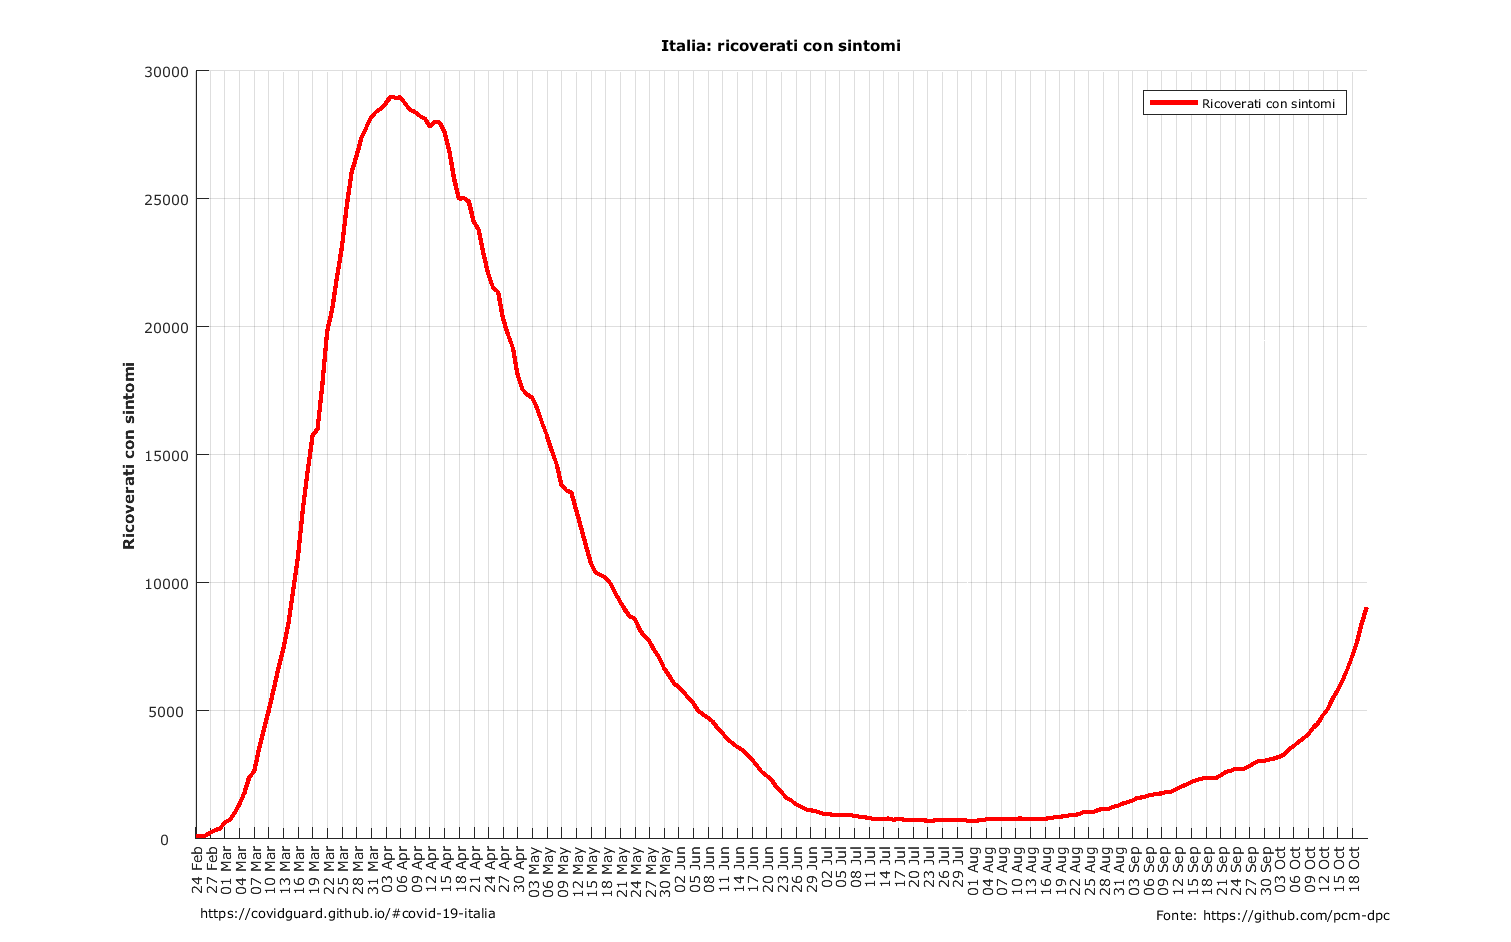 Italia: ricoverati con sintomi
Ricoverati con sintomi
Ricoverati con sintomi
30000
25000
20000
15000
10000
5000
0
24 Feb
27 Feb
01 Mar
04 Mar
07 Mar
10 Mar
13 Mar
16 Mar
19 Mar
22 Mar
25 Mar
28 Mar
31 Mar
03 Apr
06 Apr
09 Apr
12 Apr
15 Apr
18 Apr
21 Apr
24 Apr
27 Apr
30 Apr
03 May
06 May
09 May
12 May
15 May
18 May
21 May
24 May
27 May
30 May
02 Jun
05 Jun
08 Jun
11 Jun
14 Jun
17 Jun
20 Jun
23 Jun
26 Jun
29 Jun
02 Jul
05 Jul
08 Jul
11 Jul
14 Jul
17 Jul
20 Jul
23 Jul
26 Jul
29 Jul
01 Aug
04 Aug
07 Aug
10 Aug
13 Aug
16 Aug
19 Aug
22 Aug
25 Aug
28 Aug
31 Aug
03 Sep
06 Sep
09 Sep
12 Sep
15 Sep
18 Sep
21 Sep
24 Sep
27 Sep
30 Sep
03 Oct
06 Oct
09 Oct
12 Oct
15 Oct
18 Oct
https://covidguard.github.io/#covid-19-italia
Fonte: https://github.com/pcm-dpc